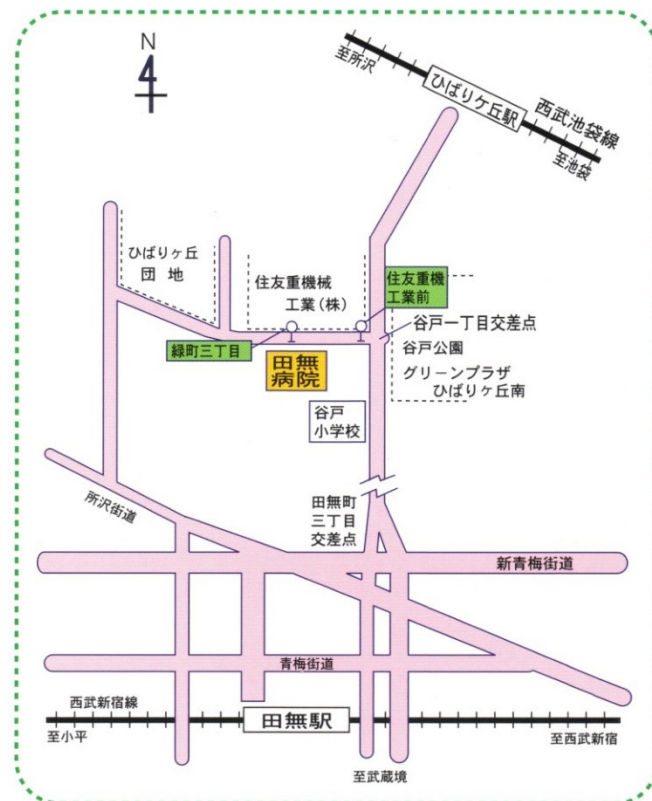 N
至所沢
ひばりケ丘駅
西武池袋線
至池袋
ひばりヶ丘
団 地
住友重機械
工業(株)
住友重機
工業前
谷戸一丁目交差点
緑町三丁目
田無
病院
谷戸公園
グリーンプラザ
ひばりヶ丘南
谷戸
小学校
所沢街道
田無町
三丁目
交差点
新青梅街道
青梅街道
西武新宿線
田無駅
至小平
至西武新宿
至武蔵境